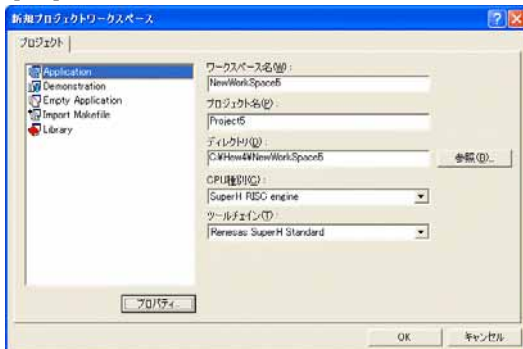 新規プロジェクトワークスペース
プロジェクト
Application
Demonstration
Empty Application
Import Makefile
Library
プロパティ...
ワークスペース名(W) :
NewWorkSpace5
プロジェクト名(P) :
Project5
ディレクトリ(D) :
C:¥Hew4¥NewWorkSpace5
参照(B)...
CPU種別(C) :
SuperH RISC engine
ツールチェイン(T) :
Renesas SuperH Standard
OK
キャンセル